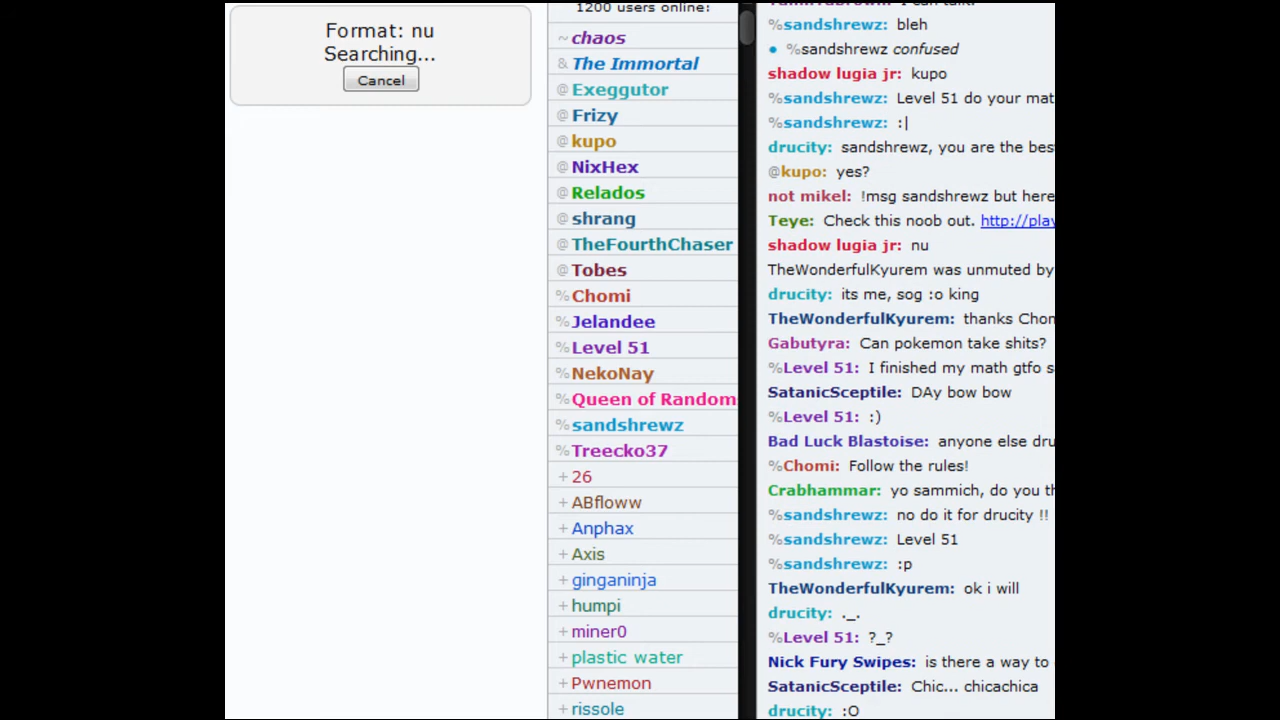 Format: nu
Searching...
Cancel
1200 users online:
~ chaos
& The Immortal
@ Exeggutor
@ Frizy
@ kupo
@ NixHex
@ Relados
@ shrang
@ TheFourthChaser
@ Tobes
% Chomi
% Jelandee
% Level 51
% NekoNay
% Queen of Random
% sandshrewz
% Treecko37
+ 26
+ ABfloww
+ Anphax
+ Axis
+ ginganinja
+ humpi
+ miner0
+ plastic water
+ Pwnemon
+ rissole
I can talk!
%sandshrewz: bleh
• %sandshrewz confused
shadow lugia jr: kupo
%sandshrewz: Level 51 do your mat
%sandshrewz: :|
drucity: sandshrewz, you are the bes
@kupo: yes?
not mikel: !msg sandshrewz but here
Teye: Check this noob out. http://play
shadow lugia jr: nu
TheWonderfulKyurem was unmuted by
drucity: its me, sog :o king
TheWonderfulKyurem: thanks Chom
Gabutyra: Can pokemon take shits?
%Level 51: I finished my math gtfo s
SatanicSceptile: DAy bow bow
%Level 51: :)
Bad Luck Blastoise: anyone else dru
%Chomi: Follow the rules!
Crabhammar: yo sammich, do you th
%sandshrewz: no do it for drucity !!
%sandshrewz: Level 51
%sandshrewz: :p
TheWonderfulKyurem: ok i will
drucity: ._.
%Level 51: ?_?
Nick Fury Swipes: is there a way to
SatanicSceptile: Chic... chicachica
drucity: :O